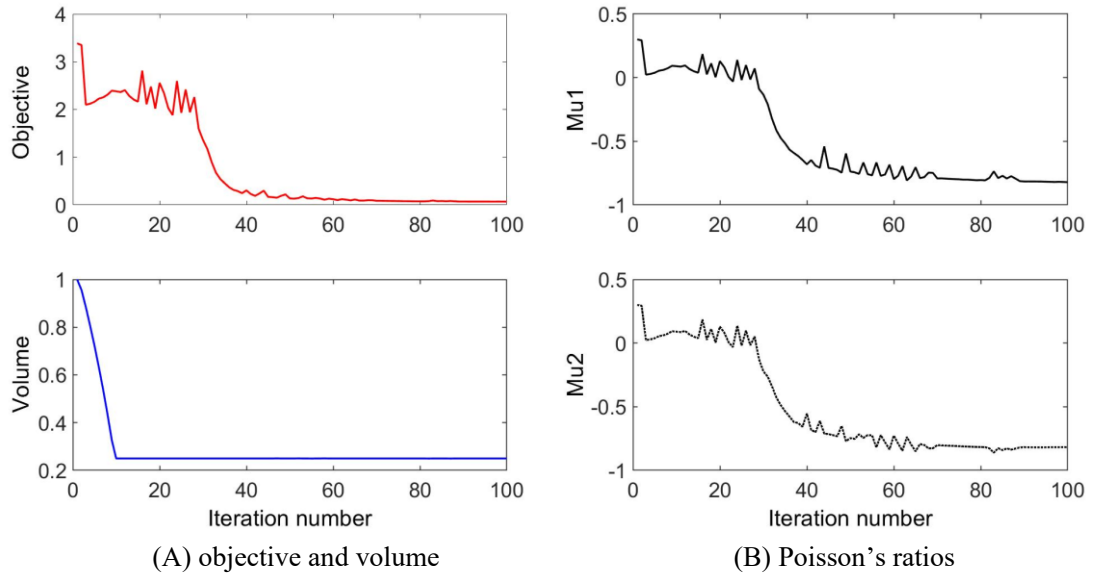 4
3
2
1
0
Objective
0 20 40 60 80 100
0.5
0
-0.5
-1
Mu1
0 20 40 60 80 100
1
0.8
0.6
0.4
0.2
Volume
0 20 40 60 80 100
Iteration number
0.5
0
-0.5
-1
Mu2
0 20 40 60 80 100
Iteration number
(A) objective and volume
(B) Poisson’s ratios